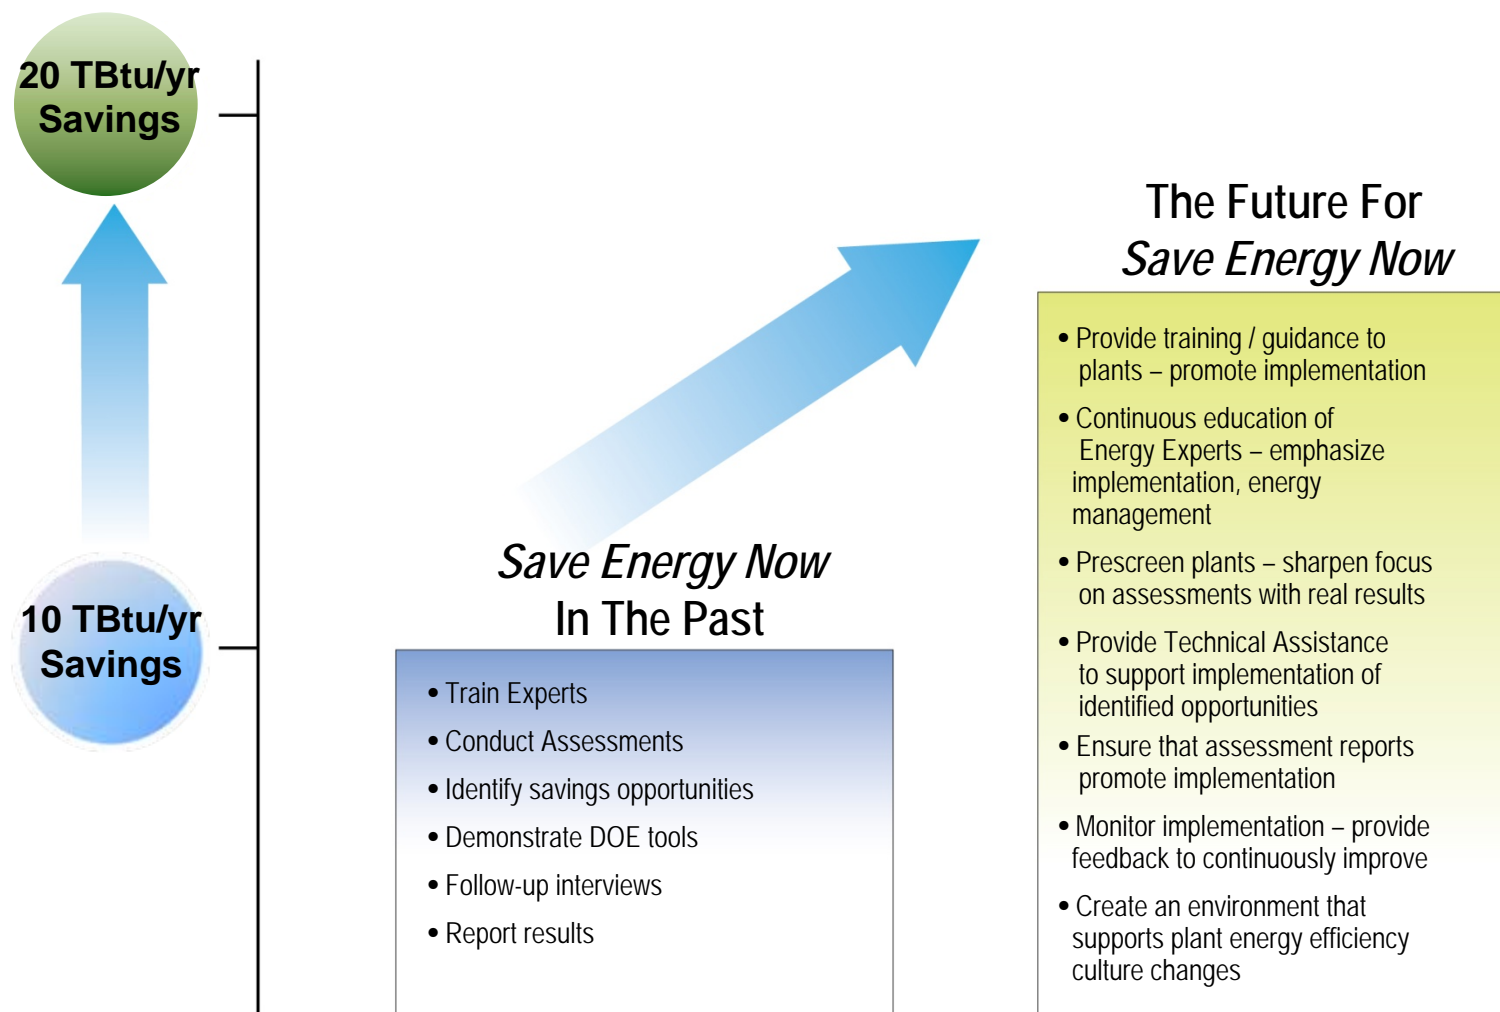 20 TBtu/yr
Savings
10 TBtu/yr
Savings
Save Energy Now
In The Past
• Train Experts
• Conduct Assessments
• Identify savings opportunities
• Demonstrate DOE tools
• Follow-up interviews
• Report results
The Future For
Save Energy Now
• Provide training / guidance to
plants – promote implementation
• Continuous education of
Energy Experts – emphasize
implementation, energy
management
• Prescreen plants – sharpen focus
on assessments with real results
• Provide Technical Assistance
to support implementation of
identified opportunities
• Ensure that assessment reports
promote implementation
• Monitor implementation – provide
feedback to continuously improve
• Create an environment that
supports plant energy efficiency
culture changes